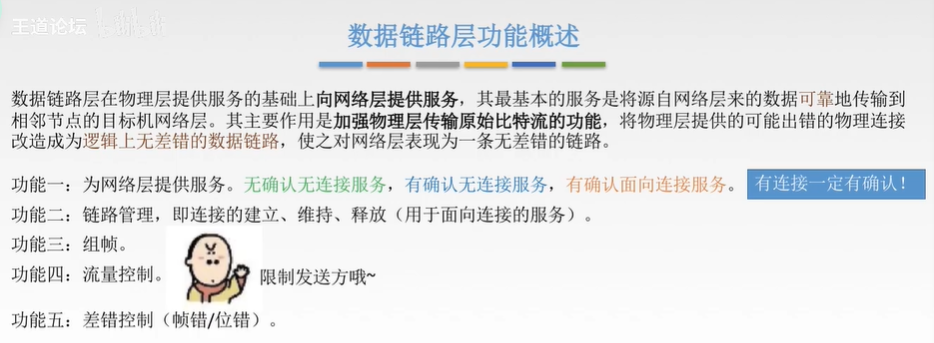 王道论坛
数据链路层功能概述
数据链路层在物理层提供服务的基础上向网络层提供服务，其最基本的服务是将源自网络层来的数据可靠地传输到
相邻节点的目标机网络层。其主要作用是加强物理层传输原始比特流的功能，将物理层提供的可能出错的物理连接
改造成为逻辑上无差错的数据链路，使之对网络层表现为一条无差错的链路。
功能一：为网络层提供服务。无确认无连接服务，有确认无连接服务，有确认面向连接服务。 有连接一定有确认！
功能二：链路管理，即连接的建立、维持、释放（用于面向连接的服务）。
功能三：组帧。
功能四：流量控制。 限制发送方哦~
功能五：差错控制（帧错/位错）。